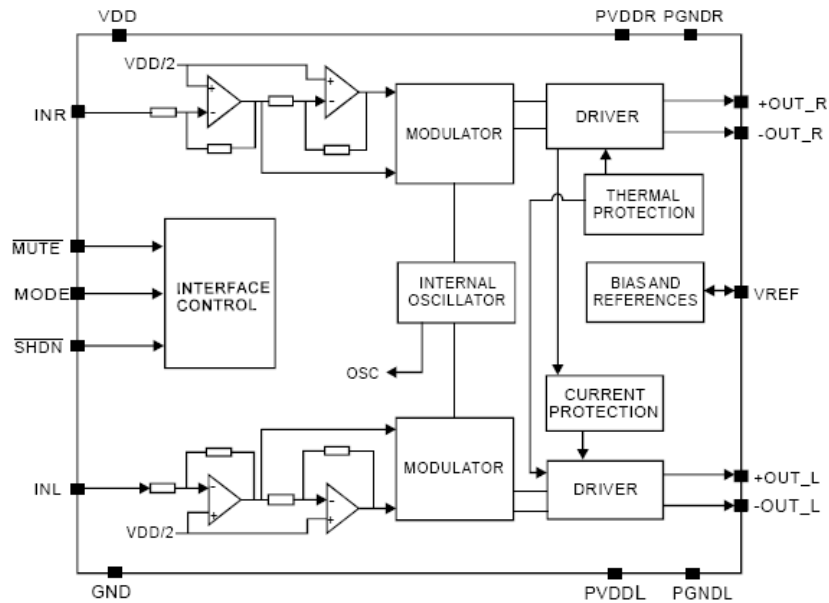 VDD
PVDDR
PGNDR
VDD/2
INR
MODULATOR
DRIVER
+OUT_R
-OUT_R
THERMAL
PROTECTION
MUTE
MODE
SHDN
INTERFACE
CONTROL
INTERNAL
OSCILLATOR
BIAS AND
REFERENCES
VREF
OSC
CURRENT
PROTECTION
INL
MODULATOR
DRIVER
+OUT_L
-OUT_L
VDD/2
GND
PVDDL
PGNDL